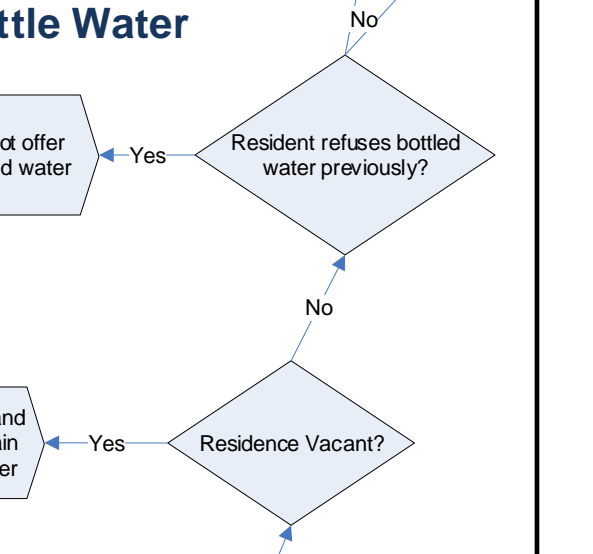 ttle Water
No
ot offer
d water
Yes
Resident refuses bottled
water previously?
No
and
ain
er
Yes
Residence Vacant?